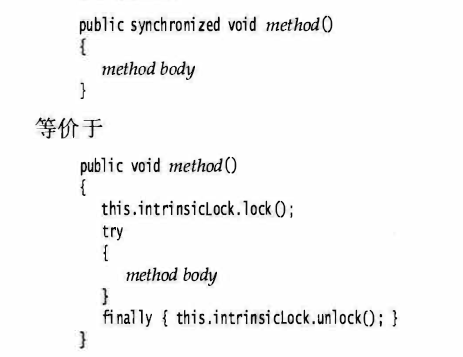 public synchronized void method()
{
method body
}
等价于
public void method()
{
this.intrinsicLock.lock();
try
{
method body
}
finally { this.intrinsicLock.unlock(); }
}